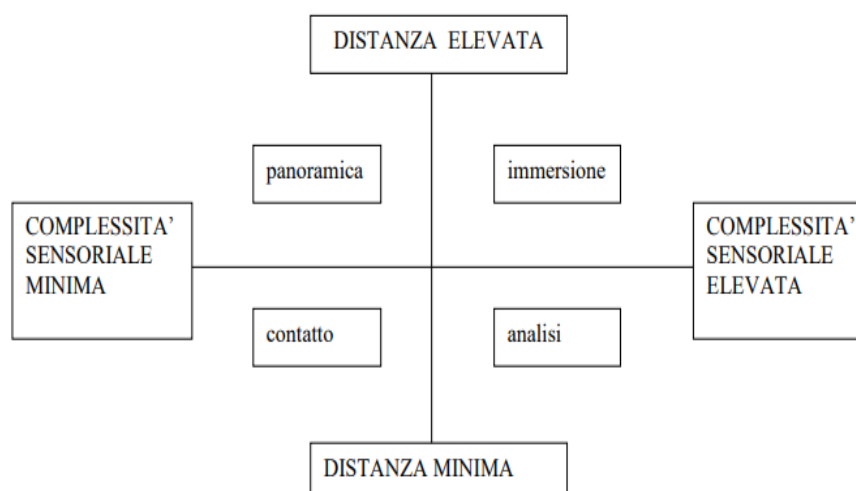 DISTANZA ELEVATA
panoramica
immersione
COMPLESSITA'
SENSORIALE
MINIMA
COMPLESSITA'
SENSORIALE
ELEVATA
contatto
analisi
DISTANZA MINIMA